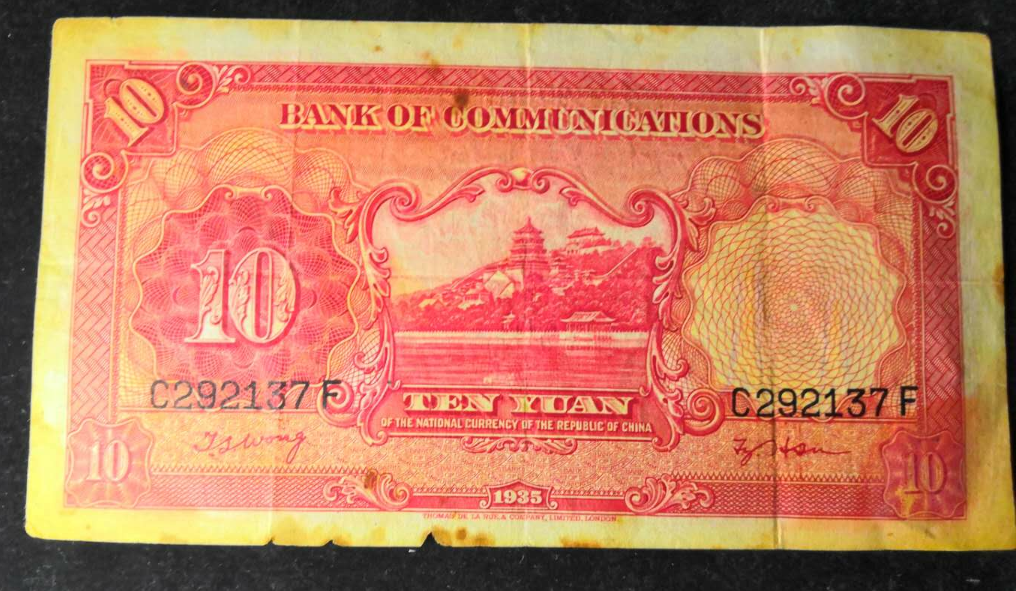 10 10
BANK OF COMMUNICATIONS
10
C292137 F C292137 F
TEN YUAN
OF THE NATIONAL CURRENCY OF THE REPUBLIC OF CHINA
T S Wong
10 10
1935
THOMAS DE LA RUE & COMPANY, LIMITED, LONDON.